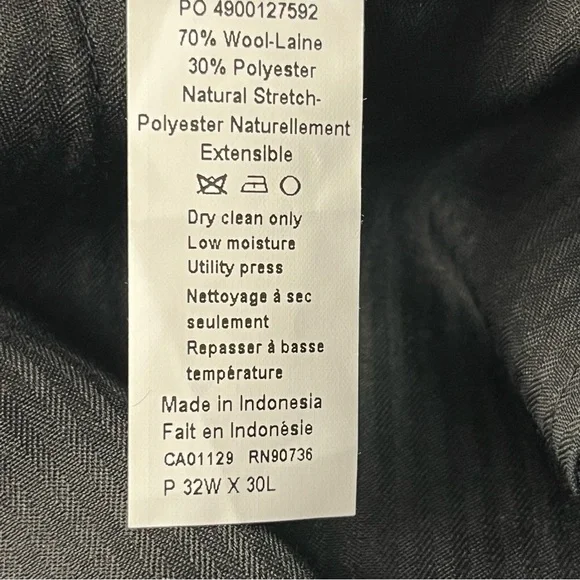 PO 4900127592
70% Wool-Laine
30% Polyester
Natural Stretch-
Polyester Naturellement
Extensible
Dry clean only
Low moisture
Utility press
Nettoyage à sec
seulement
Repasser à basse
température
Made in Indonesia
Fait en Indonésie
CA01129 RN90736
P 32W X 30L